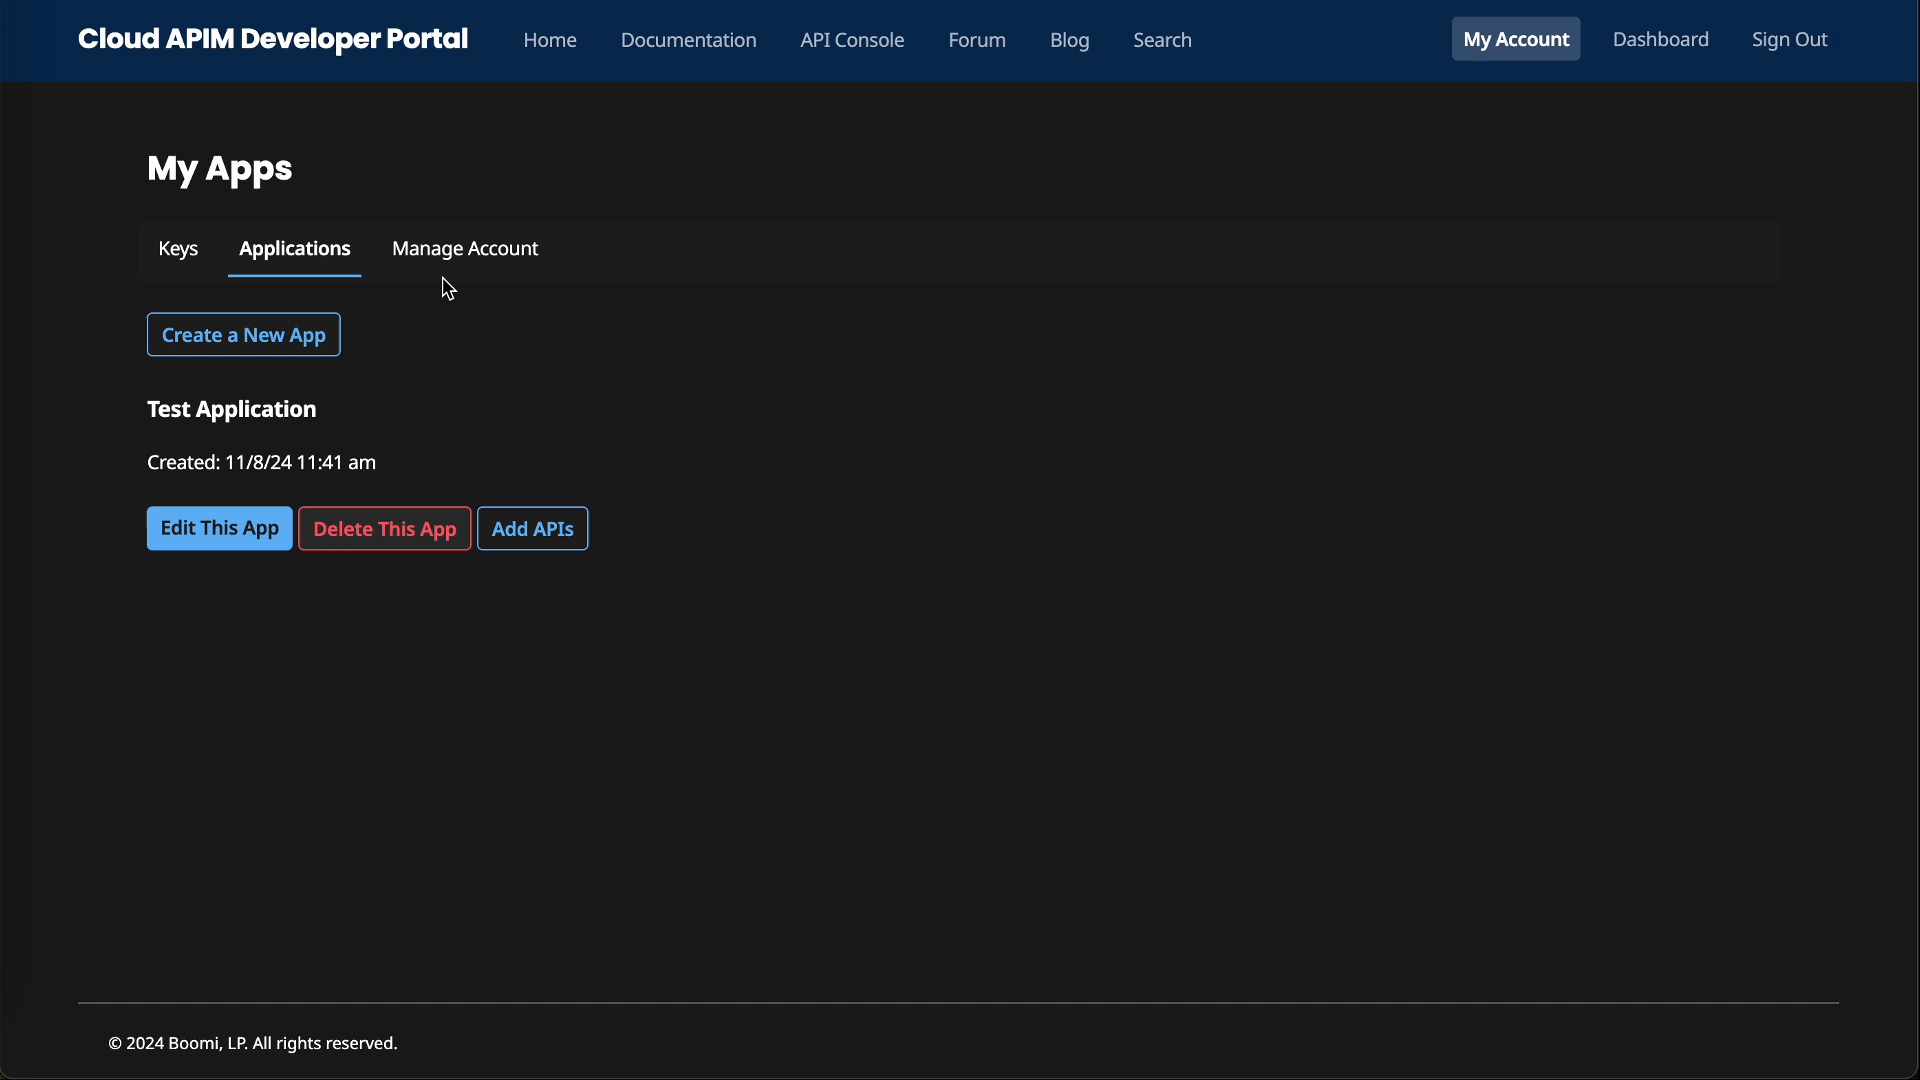 Cloud APIM Developer Portal Home Documentation API Console Forum Blog Search My Account Dashboard Sign Out
My Apps
Keys Applications Manage Account
Create a New App
Test Application
Created: 11/8/24 11:41 am
Edit This App Delete This App Add APIs
© 2024 Boomi, LP. All rights reserved.